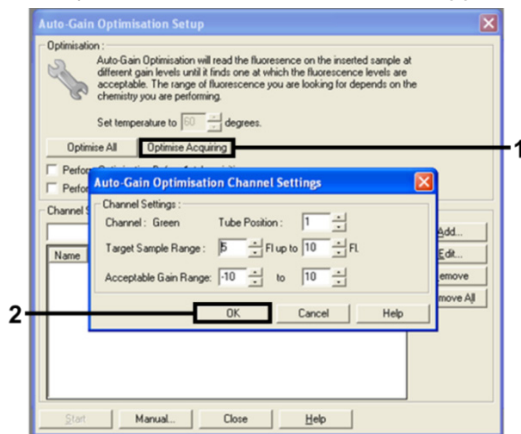 Auto-Gain Optimisation Setup
Optimisation :
Auto-Gain Optimisation will read the fluoresence on the inserted sample at
different gain levels until it finds one at which the fluorescence levels are
acceptable. The range of fluorescence you are looking for depends on the
chemistry you are performing.
Set temperature to 60 degrees.
Optimise All Optimise Acquiring
1
Perfor
Perfor
Auto-Gain Optimisation Channel Settings
Channel S
Channel Settings :
Channel : Green Tube Position : 1
Target Sample Range : 5 Fl up to 10 Fl.
Acceptable Gain Range: -10 to 10
Name
Add...
Edit...
emove
move All
2
OK Cancel Help
Start Manual... Close Help